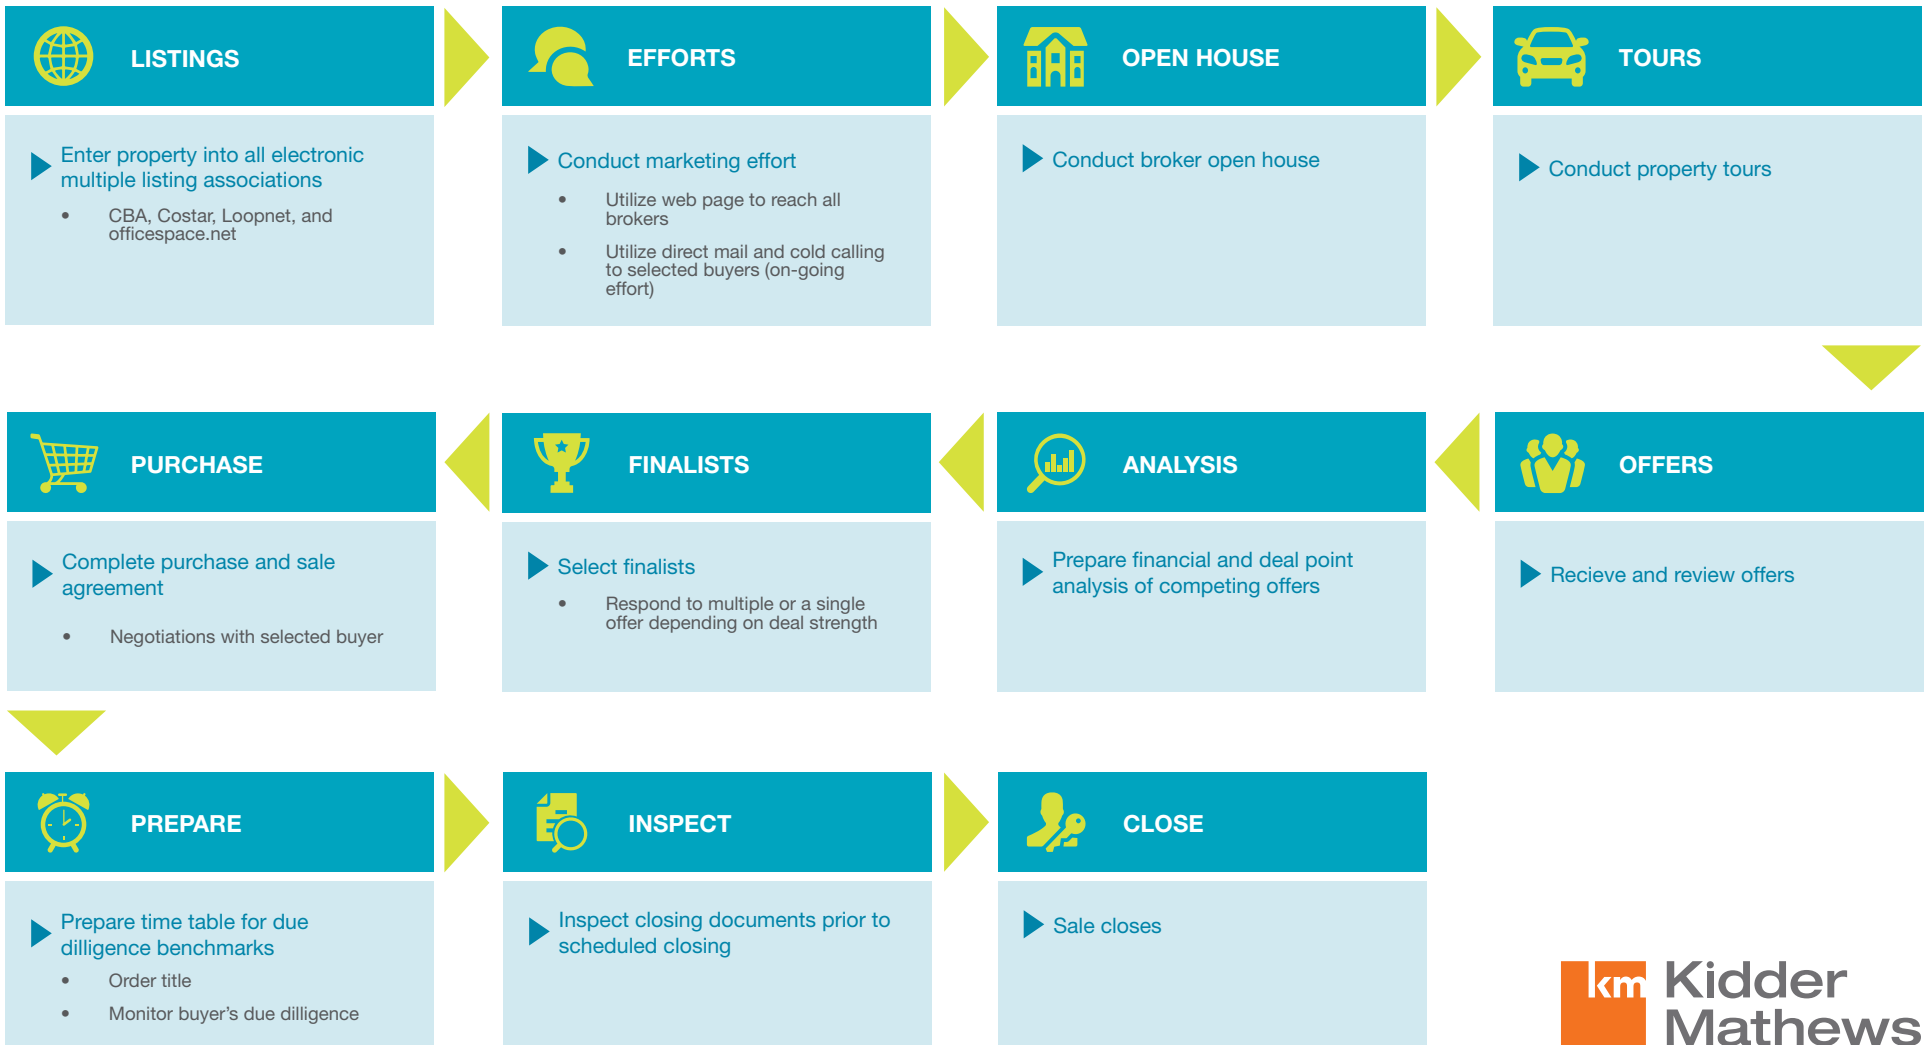 LISTINGS
Enter property into all electronic
multiple listing associations
• CBA, Costar, Loopnet, and
officespace.net
EFFORTS
Conduct marketing effort
• Utilize web page to reach all
brokers
• Utilize direct mail and cold calling
to selected buyers (on-going
effort)
OPEN HOUSE
Conduct broker open house
TOURS
Conduct property tours
OFFERS
Recieve and review offers
ANALYSIS
Prepare financial and deal point
analysis of competing offers
FINALISTS
Select finalists
• Respond to multiple or a single
offer depending on deal strength
PURCHASE
Complete purchase and sale
agreement
• Negotiations with selected buyer
PREPARE
Prepare time table for due
dilligence benchmarks
• Order title
• Monitor buyer's due dilligence
INSPECT
Inspect closing documents prior to
scheduled closing
CLOSE
Sale closes
km
Kidder
Mathews